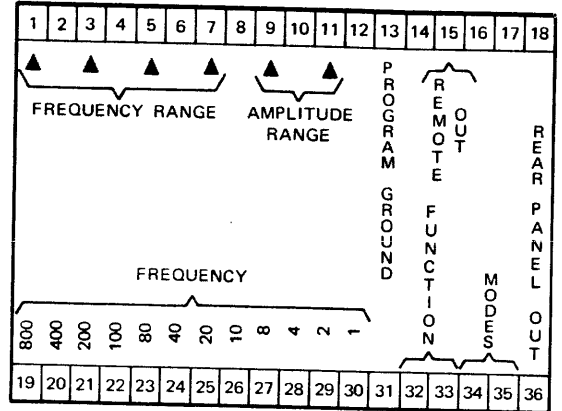 1 2 3 4 5 6 7 8 9 10 11 12 13 14 15 16 17 18
FREQUENCY RANGE
AMPLITUDE
RANGE
PROGRAM GROUND
REMOTE
OUT
FUNCTION
MODES
REAR PANEL OUT
FREQUENCY
800 400 200 100 80 40 20 10 8 4 2 1
19 20 21 22 23 24 25 26 27 28 29 30 31 32 33 34 35 36